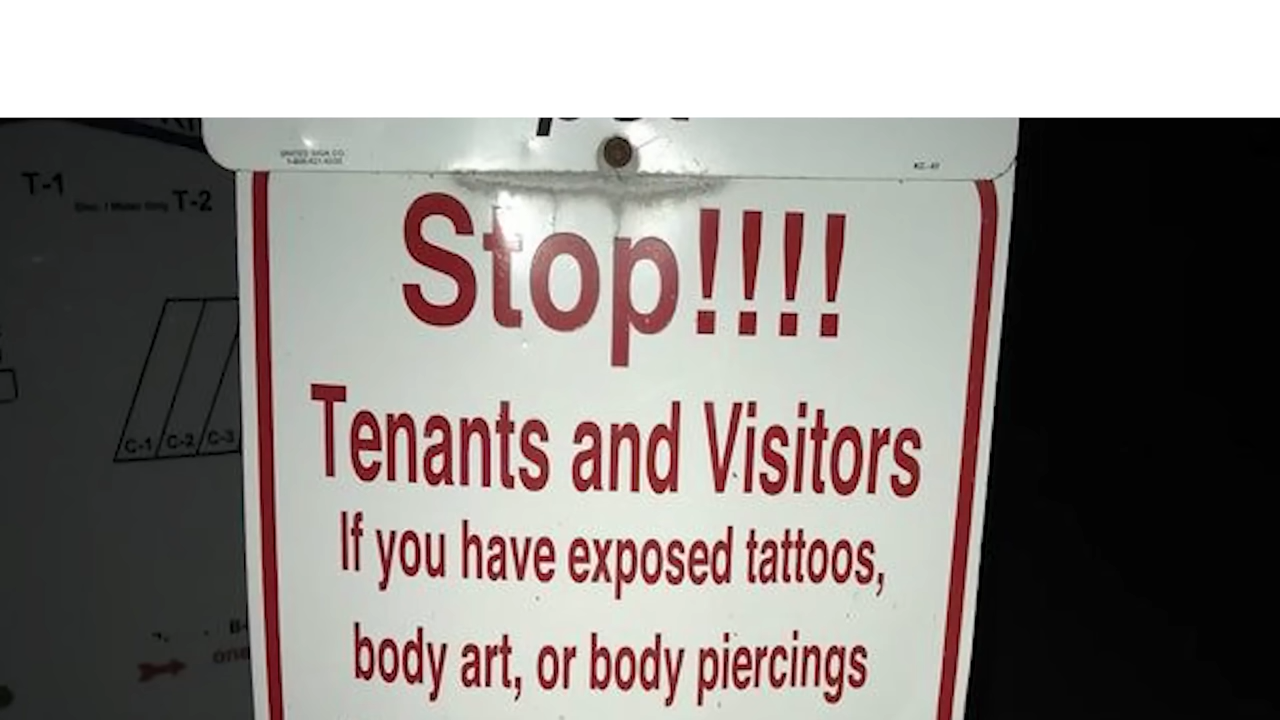 T-1
T-2
C-1 C-2 C-3
Stop!!!!
Tenants and Visitors
If you have exposed tattoos,
body art, or body piercings